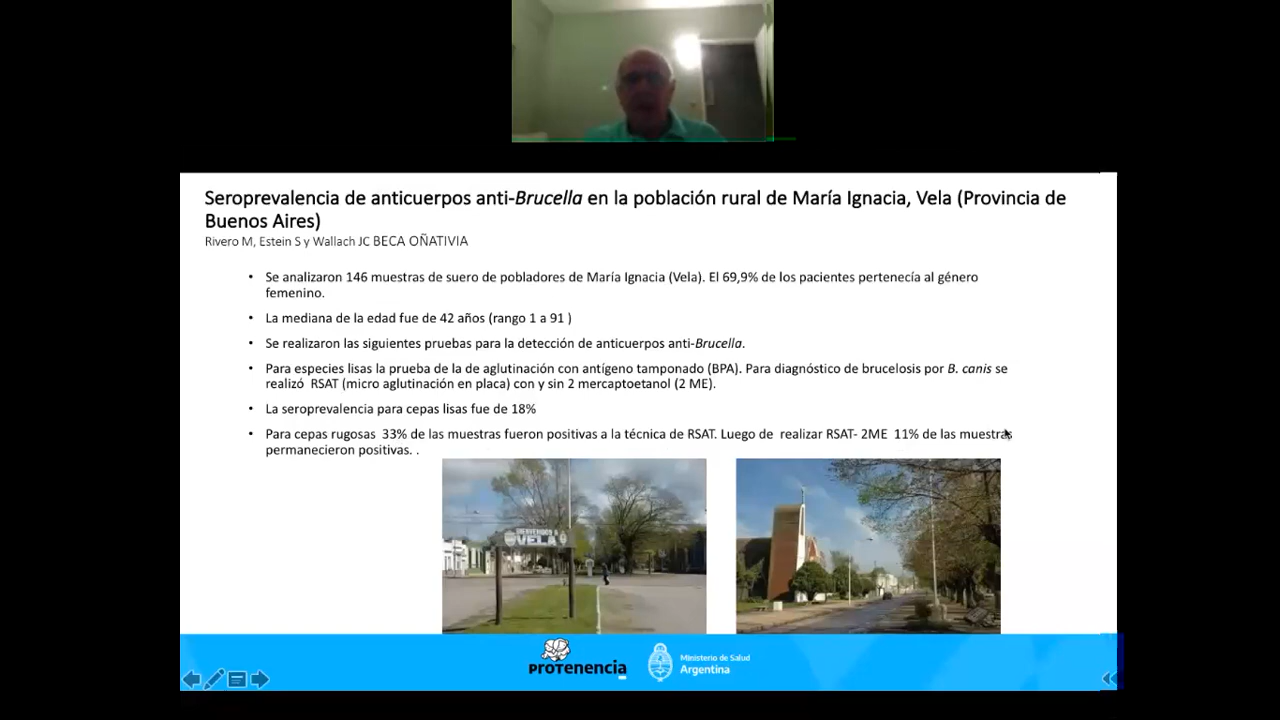 Seroprevalencia de anticuerpos anti-Brucella en la población rural de María Ignacia, Vela (Provincia de
Buenos Aires)
Rivero M, Estein S y Wallach JC BECA OÑATIVIA
• Se analizaron 146 muestras de suero de pobladores de María Ignacia (Vela). El 69,9% de los pacientes pertenecía al género
femenino.
• La mediana de la edad fue de 42 años (rango 1 a 91 )
• Se realizaron las siguientes pruebas para la detección de anticuerpos anti-Brucella.
• Para especies lisas la prueba de la de aglutinación con antígeno tamponado (BPA). Para diagnóstico de brucelosis por B. canis se
realizó RSAT (micro aglutinación en placa) con y sin 2 mercaptoetanol (2 ME).
• La seroprevalencia para cepas lisas fue de 18%
• Para cepas rugosas 33% de las muestras fueron positivas a la técnica de RSAT. Luego de realizar RSAT- 2ME 11% de las muestras
permanecieron positivas. .
BIENVENIDOS A
VELA
PROTENENCIA
Ministerio de Salud
Argentina